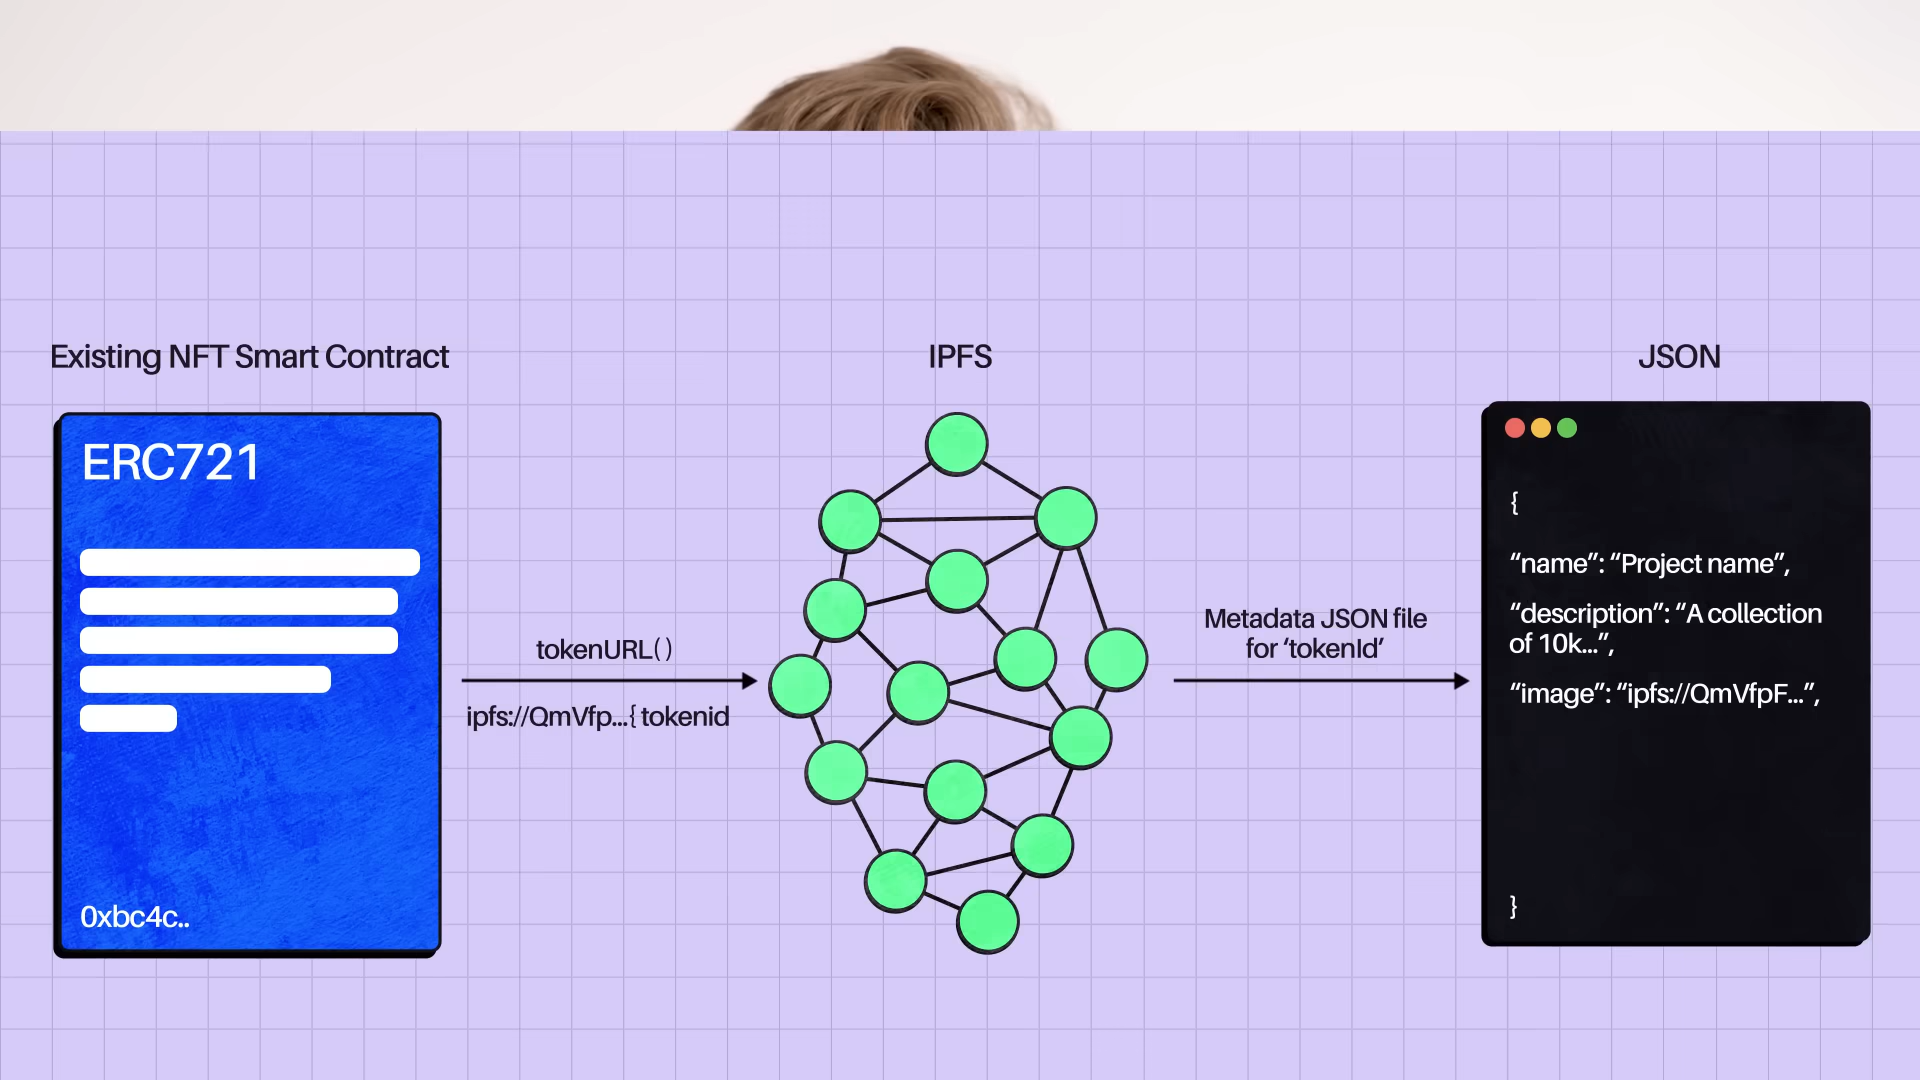 Existing NFT Smart Contract
IPFS
JSON
ERC721
0xbc4c..
tokenURL()
ipfs://QmVfp...{ tokenid
Metadata JSON file
for ‘tokenId’
{
“name”: “Project name”,
“description”: “A collection
of 10k...”,
“image”: “ipfs://QmVfpF...”,
}